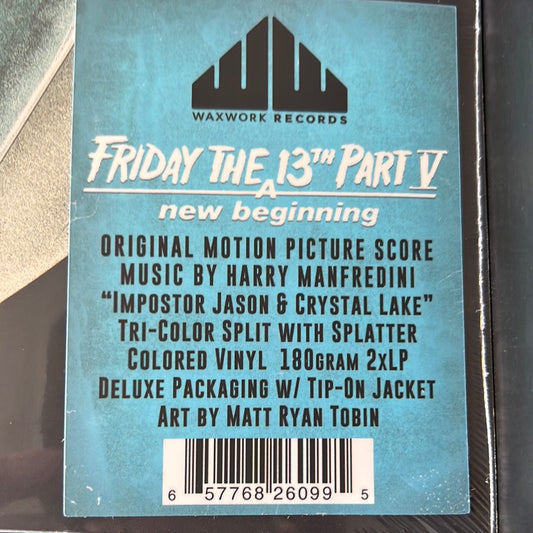 WAXWORK RECORDS
FRIDAY THE 13TH PART V
A
new beginning
ORIGINAL MOTION PICTURE SCORE
MUSIC BY HARRY MANFREDINI
“IMPOSTOR JASON & CRYSTAL LAKE”
TRI-COLOR SPLIT WITH SPLATTER
COLORED VINYL 180GRAM 2XLP
DELUXE PACKAGING W/ TIP-ON JACKET
ART BY MATT RYAN TOBIN
6 57768 26099 5